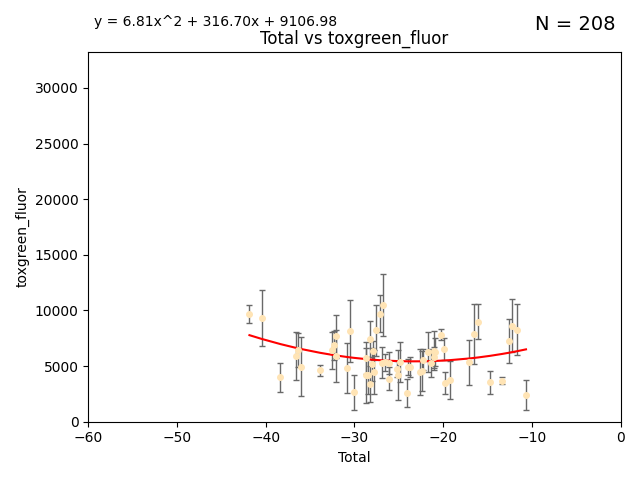 y = 6.81x^2 + 316.70x + 9106.98
N = 208
Total vs toxgreen_fluor
30000
25000
20000
15000
10000
5000
0
toxgreen_fluor
−60 −50 −40 −30 −20 −10 0
Total